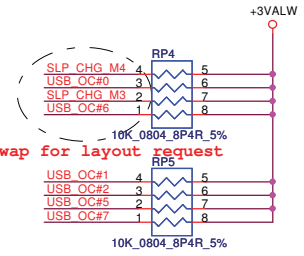 +3VALW
RP4
SLP_CHG_M4 4 5
USB_OC#0 3 6
SLP_CHG_M3 2 7
USB_OC#6 1 8
10K_0804_8P4R_5%
wap for layout request
RP5
USB_OC#1 4 5
USB_OC#2 3 6
USB_OC#5 2 7
USB_OC#7 1 8
10K_0804_8P4R_5%